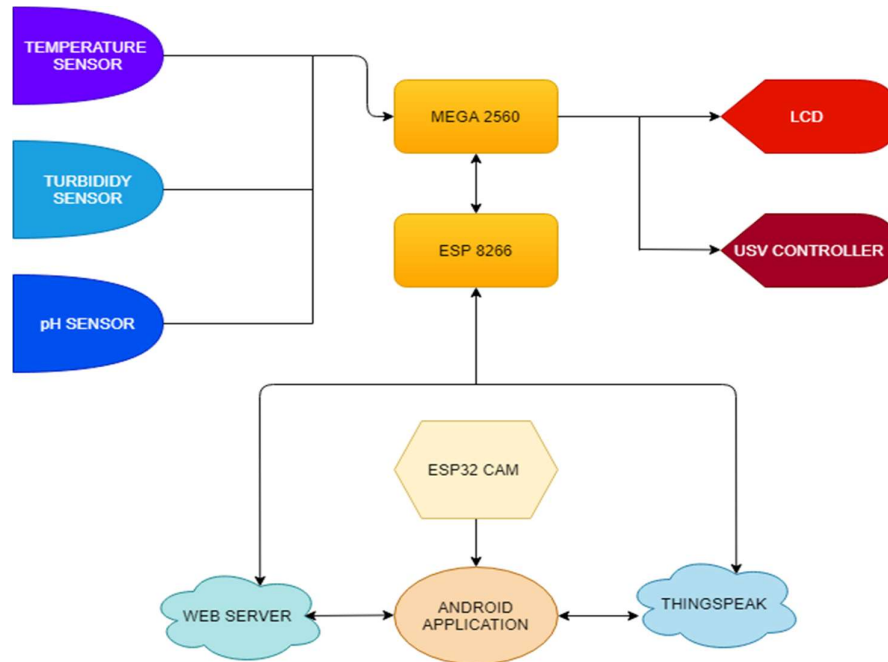 TEMPERATURE
SENSOR
MEGA 2560
LCD
TURBIDIDY
SENSOR
ESP 8266
USV CONTROLLER
pH SENSOR
ESP32 CAM
WEB SERVER
ANDROID
APPLICATION
THINGSPEAK